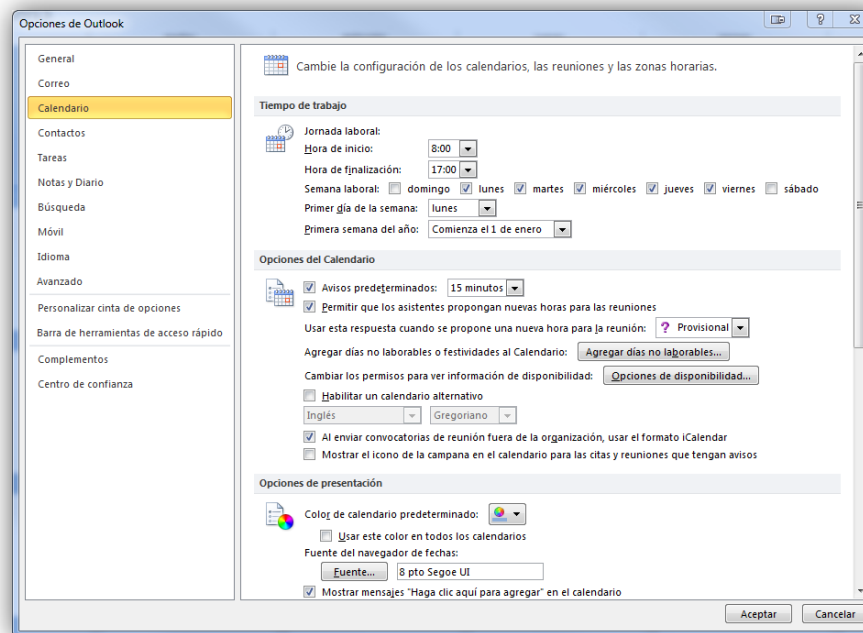 Opciones de Outlook
General
Correo
Calendario
Contactos
Tareas
Notas y Diario
Búsqueda
Móvil
Idioma
Avanzado
Personalizar cinta de opciones
Barra de herramientas de acceso rápido
Complementos
Centro de confianza
Cambie la configuración de los calendarios, las reuniones y las zonas horarias.
Tiempo de trabajo
Jornada laboral:
Hora de inicio: 8:00
Hora de finalización: 17:00
Semana laboral: domingo lunes martes miércoles jueves viernes sábado
Primer día de la semana: lunes
Primera semana del año: Comienza el 1 de enero
Opciones del Calendario
Avisos predeterminados: 15 minutos
Permitir que los asistentes propongan nuevas horas para las reuniones
Usar esta respuesta cuando se propone una nueva hora para la reunión: ? Provisional
Agregar días no laborables o festividades al Calendario: Agregar días no laborables...
Cambiar los permisos para ver información de disponibilidad: Opciones de disponibilidad...
Habilitar un calendario alternativo
Inglés Gregoriano
Al enviar convocatorias de reunión fuera de la organización, usar el formato iCalendar
Mostrar el icono de la campana en el calendario para las citas y reuniones que tengan avisos
Opciones de presentación
Color de calendario predeterminado:
Usar este color en todos los calendarios
Fuente del navegador de fechas:
Fuente... 8 pto Segoe UI
Mostrar mensajes "Haga clic aquí para agregar" en el calendario
Aceptar Cancelar